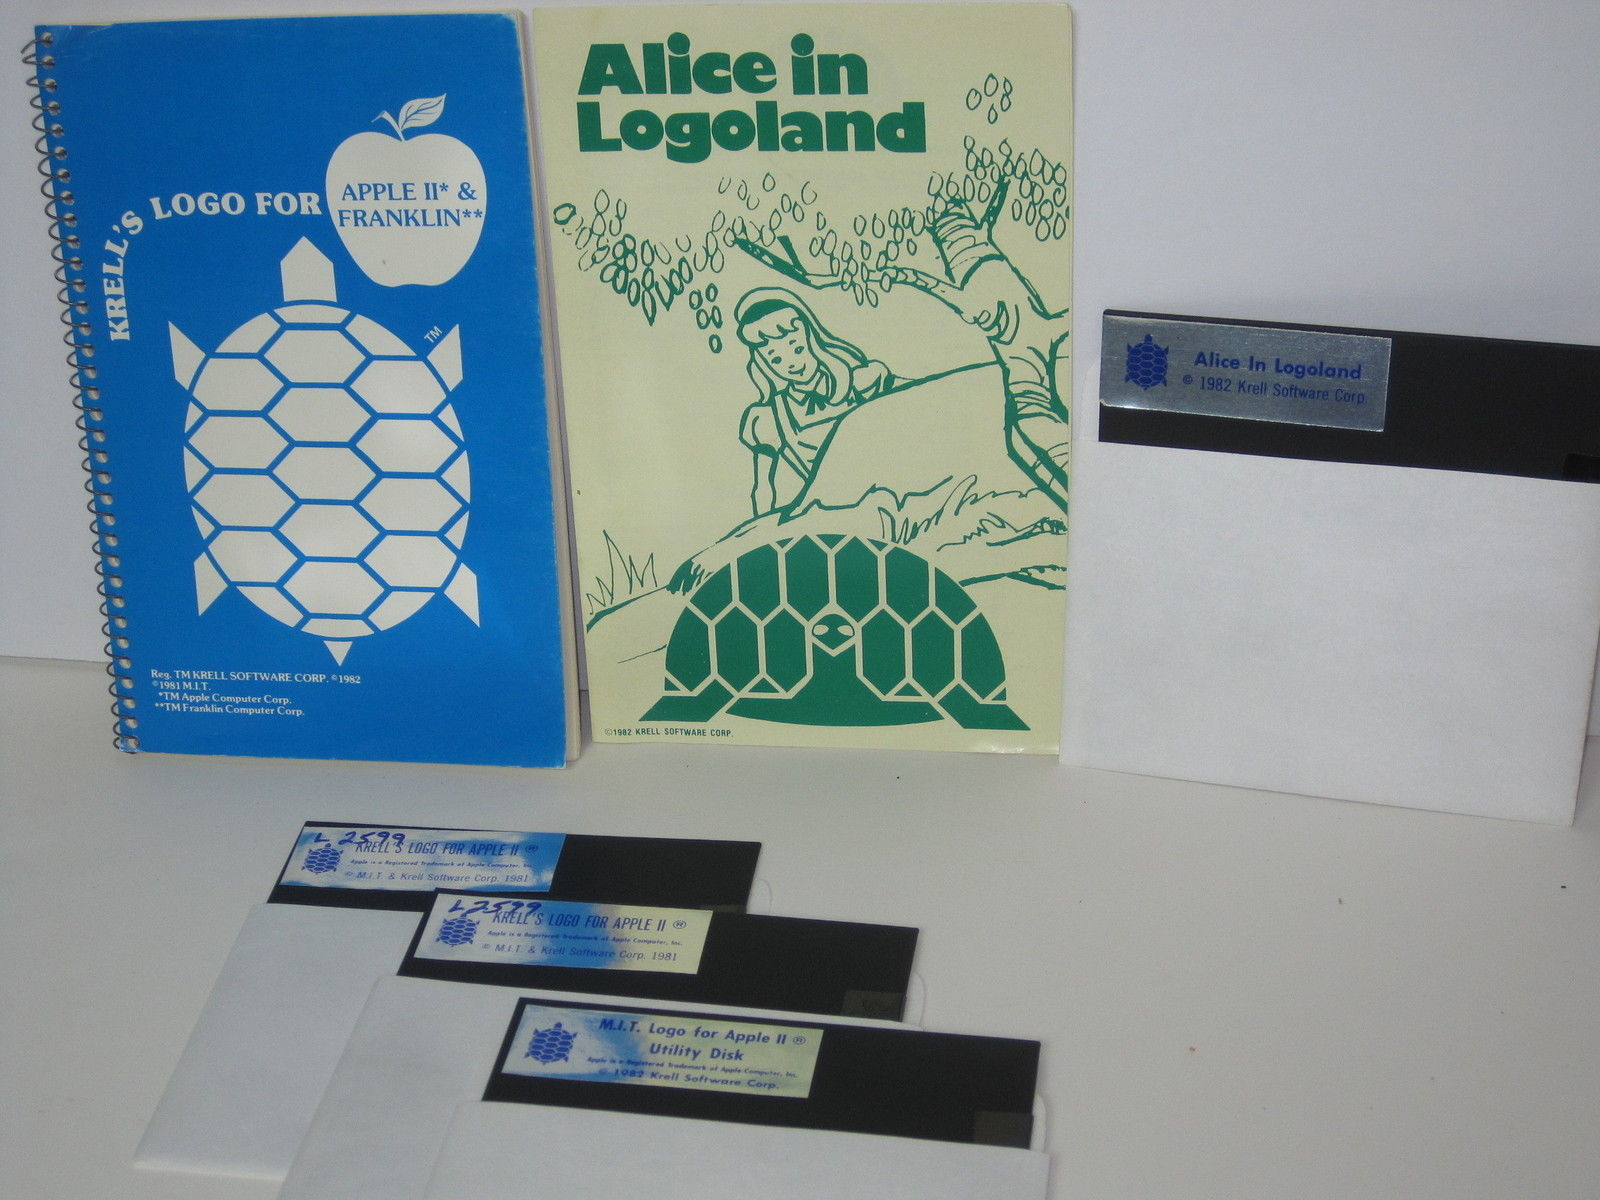 KRELL'S LOGO FOR
APPLE II* &
FRANKLIN**
TM
Reg. TM KRELL SOFTWARE CORP. ©1982
©1981 M.I.T.
*TM Apple Computer Corp.
**TM Franklin Computer Corp.
Alice in
Logoland
©1982 KRELL SOFTWARE CORP.
Alice In Logoland
© 1982 Krell Software Corp.
L 2599
KRELL'S LOGO FOR APPLE II ®
Apple is a Registered Trademark of Apple Computer, Inc.
© M.I.T. & Krell Software Corp. 1981
L 2599
KRELL'S LOGO FOR APPLE II ®
Apple is a Registered Trademark of Apple Computer, Inc.
© M.I.T. & Krell Software Corp. 1981
M.I.T. Logo for Apple II ®
Utility Disk
Apple is a Registered Trademark of Apple Computer, Inc.
© 1982 Krell Software Corp.